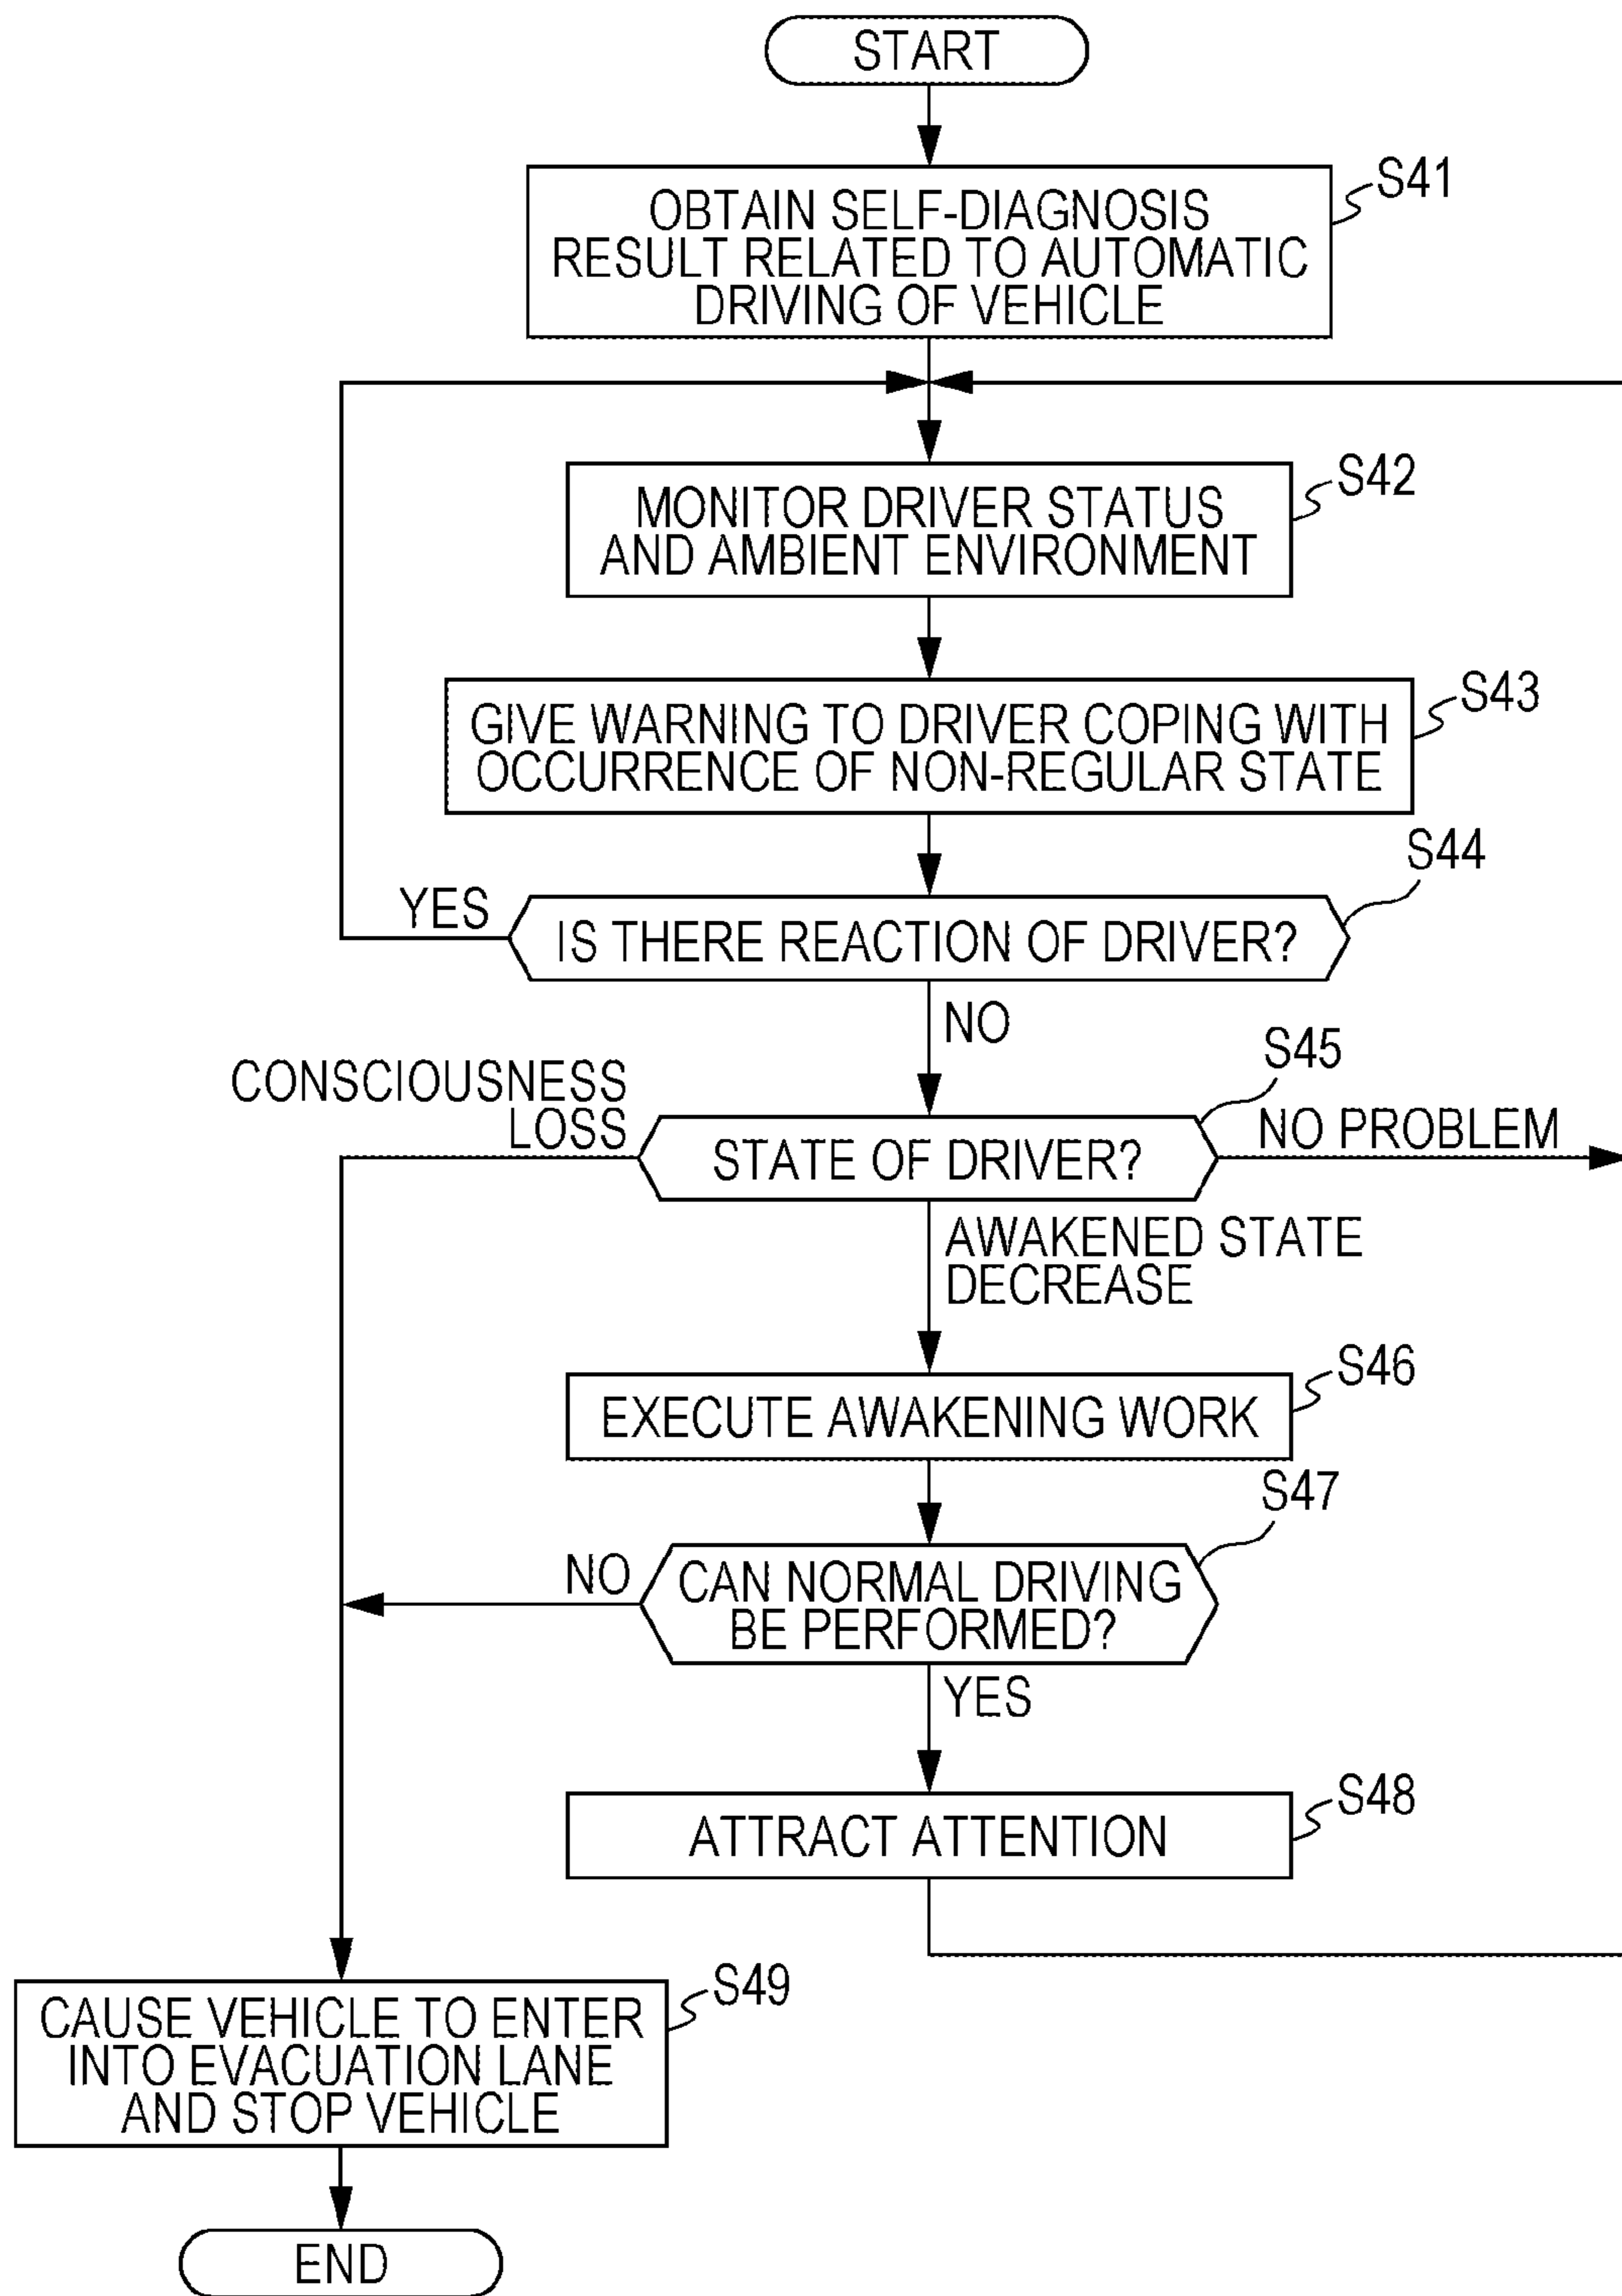 START
S41
OBTAIN SELF-DIAGNOSIS
RESULT RELATED TO AUTOMATIC
DRIVING OF VEHICLE
S42
MONITOR DRIVER STATUS
AND AMBIENT ENVIRONMENT
S43
GIVE WARNING TO DRIVER COPING WITH
OCCURRENCE OF NON-REGULAR STATE
S44
YES
IS THERE REACTION OF DRIVER?
NO
S45
CONSCIOUSNESS
LOSS
STATE OF DRIVER?
NO PROBLEM
AWAKENED STATE
DECREASE
S46
EXECUTE AWAKENING WORK
S47
NO
CAN NORMAL DRIVING
BE PERFORMED?
YES
S48
ATTRACT ATTENTION
S49
CAUSE VEHICLE TO ENTER
INTO EVACUATION LANE
AND STOP VEHICLE
END